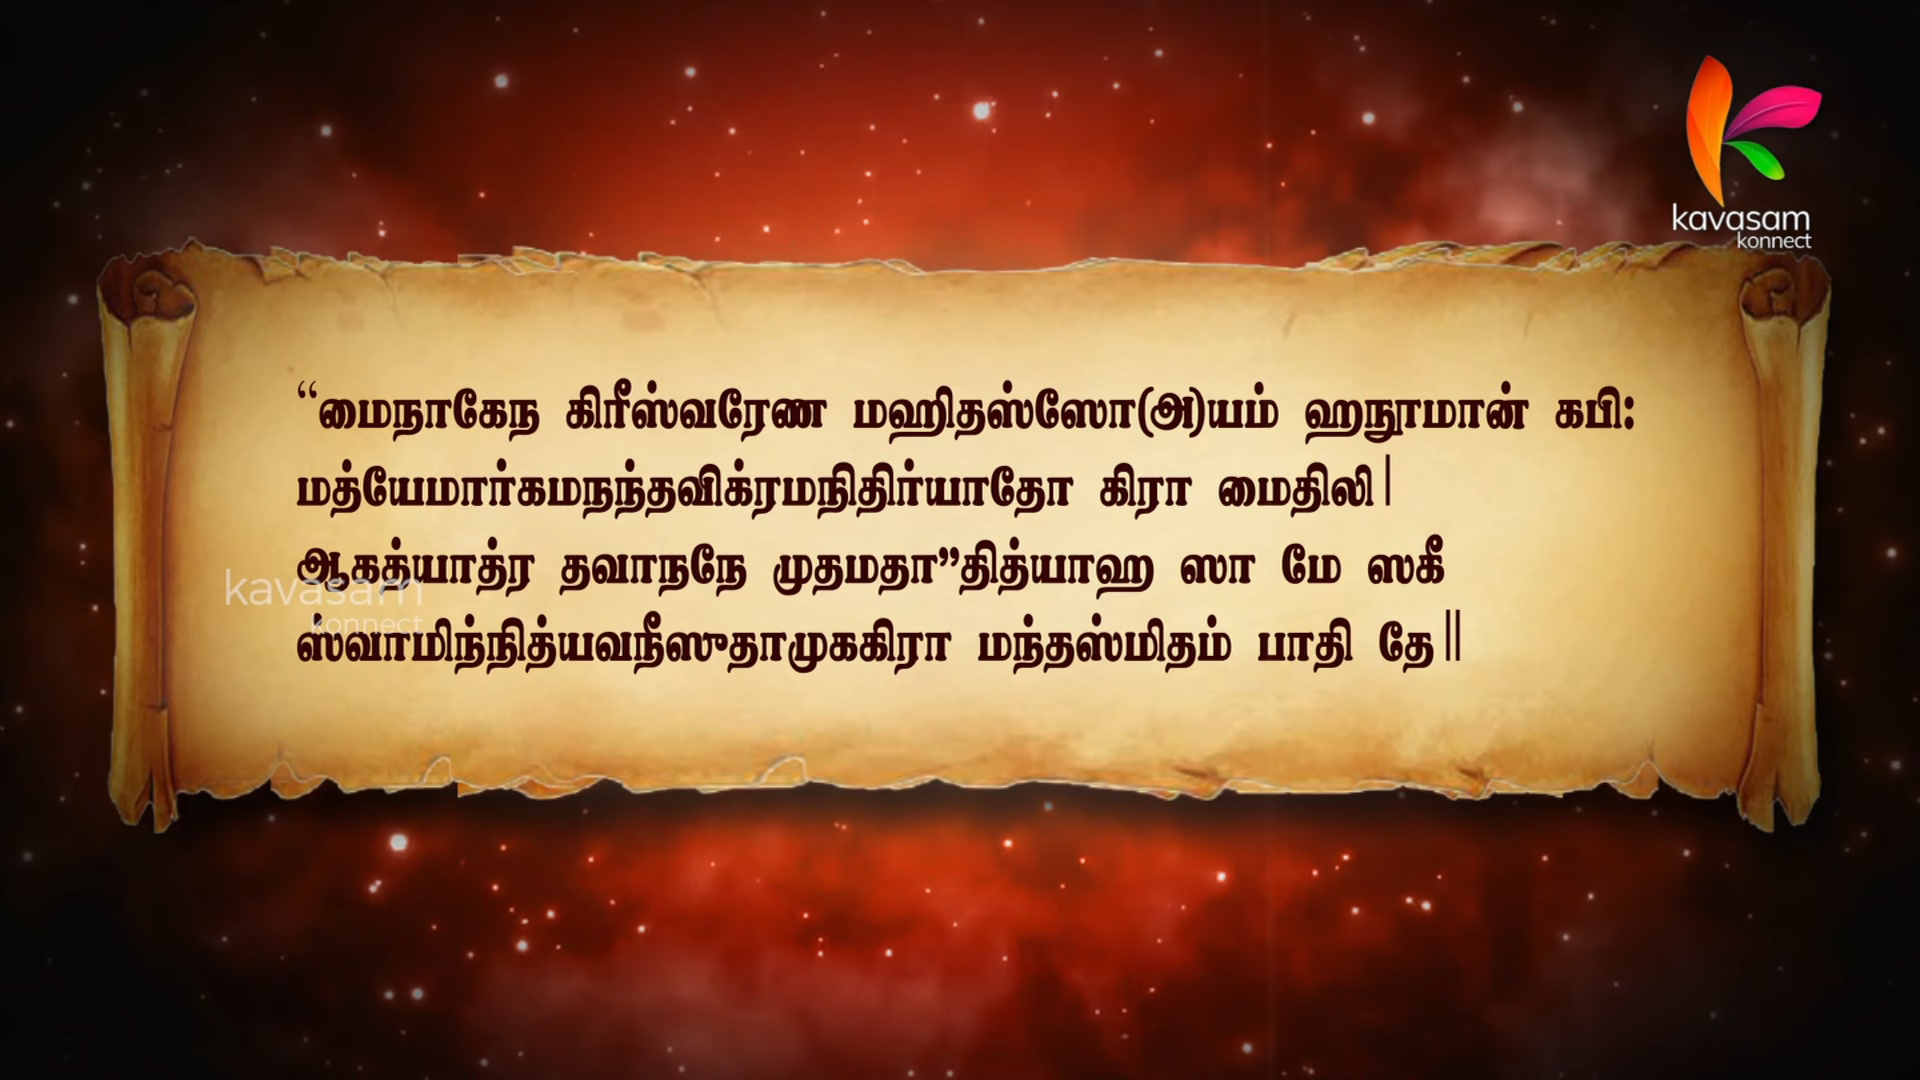 kavasam
konnect
“மைநாகேந கிரீஸ்வரேண மஹிதஸ்ஸோ(அ)யம் ஹநூமான் கபி:
மத்யேமார்கமநந்தவிக்ரமநிதிர்யாதோ கிரா மைதிலி|
ஆகத்யாத்ர தவாநநே முதமதா”தித்யாஹ ஸா மே ஸகீ
kavasam
konnect
ஸ்வாமிந்நித்யவநீஸுதாமுககிரா மந்தஸ்மிதம் பாதி தே||